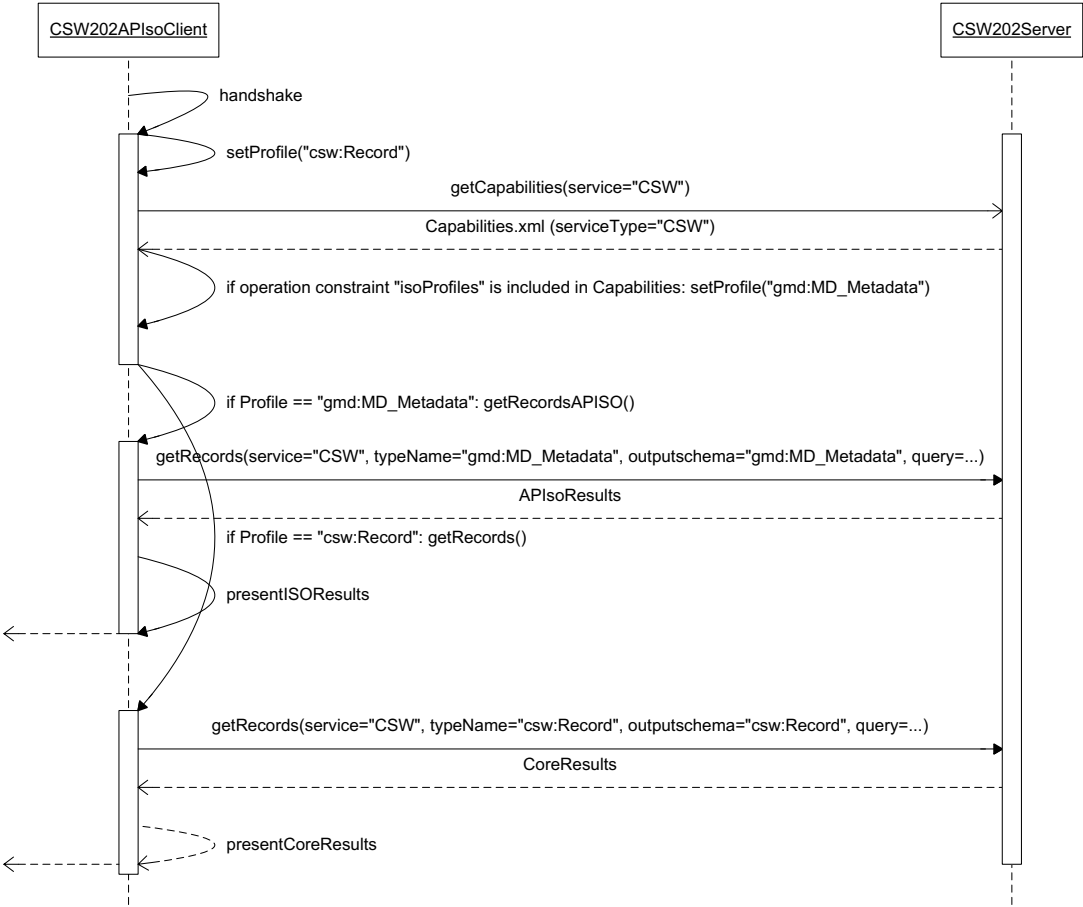 CSW202APIsoClient
CSW202Server
handshake
setProfile("csw:Record")
getCapabilities(service="CSW")
Capabilities.xml (serviceType="CSW")
if operation constraint "isoProfiles" is included in Capabilities: setProfile("gmd:MD_Metadata")
if Profile == "gmd:MD_Metadata": getRecordsAPISO()
getRecords(service="CSW", typeName="gmd:MD_Metadata", outputschema="gmd:MD_Metadata", query=...)
APIsoResults
if Profile == "csw:Record": getRecords()
presentISOResults
getRecords(service="CSW", typeName="csw:Record", outputschema="csw:Record", query=...)
CoreResults
presentCoreResults